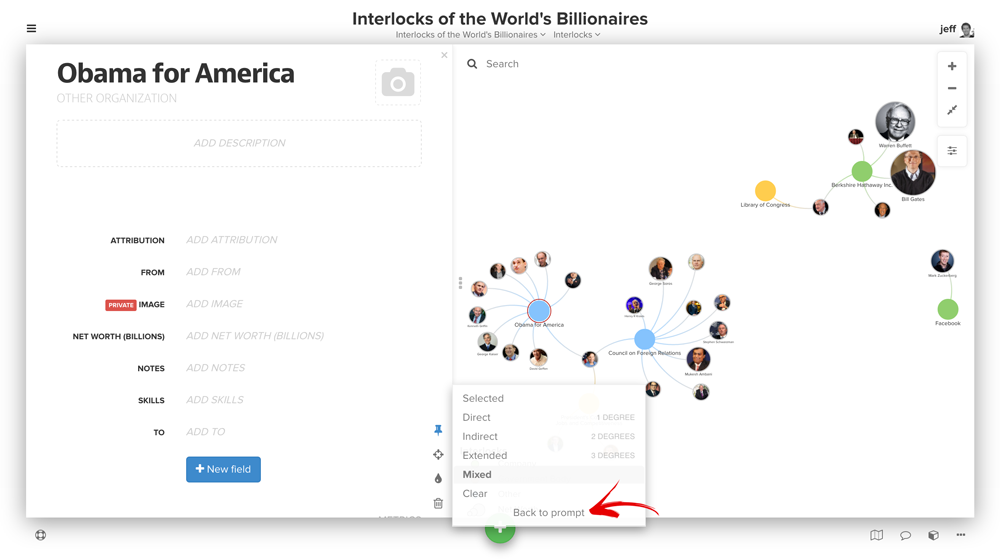 Interlocks of the World's Billionaires
Interlocks of the World's Billionaires Interlocks
jeff
Obama for America
OTHER ORGANIZATION
ADD DESCRIPTION
ATTRIBUTION ADD ATTRIBUTION
FROM ADD FROM
PRIVATE IMAGE ADD IMAGE
NET WORTH (BILLIONS) ADD NET WORTH (BILLIONS)
NOTES ADD NOTES
SKILLS ADD SKILLS
TO ADD TO
+ New field
Search
Warren Buffett
Berkshire Hathaway Inc.
Bill Gates
Library of Congress
Mark Zuckerberg
Facebook
George Soros
Obama for America
Council on Foreign Relations
Mukesh Ambani
Selected
Direct 1 DEGREE
Indirect 2 DEGREES
Extended 3 DEGREES
Mixed
Clear
Back to prompt